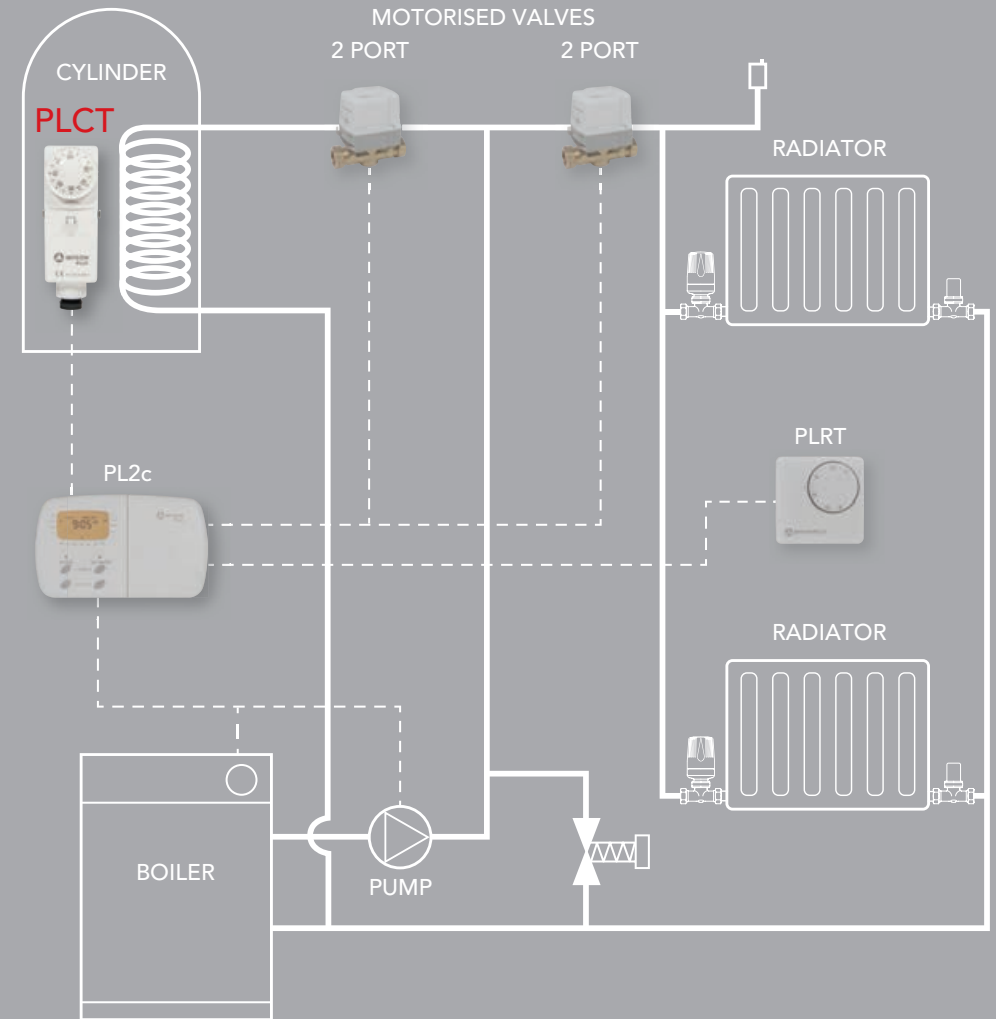 MOTORISED VALVES
2 PORT
2 PORT
CYLINDER
PLCT
RADIATOR
PLRT
PL2c
RADIATOR
BOILER
PUMP